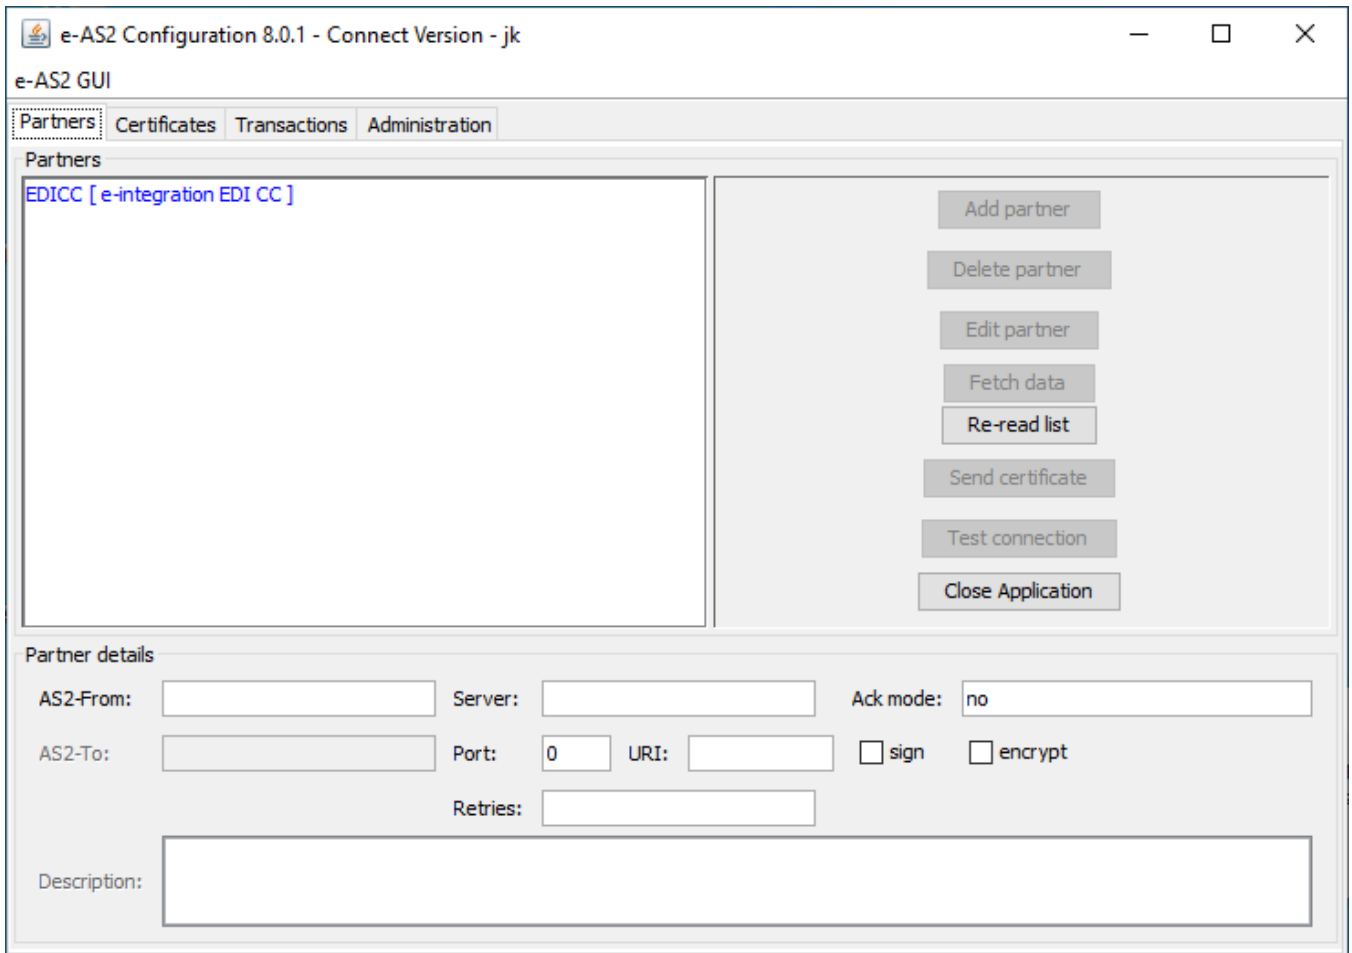 e-AS2 Configuration 8.0.1 - Connect Version - jk
e-AS2 GUI
Partners Certificates Transactions Administration
Partners
EDICC [ e-integration EDI CC ]
Add partner
Delete partner
Edit partner
Fetch data
Re-read list
Send certificate
Test connection
Close Application
Partner details
AS2-From: Server: Ack mode: no
AS2-To: Port: 0 URI: sign encrypt
Retries:
Description: